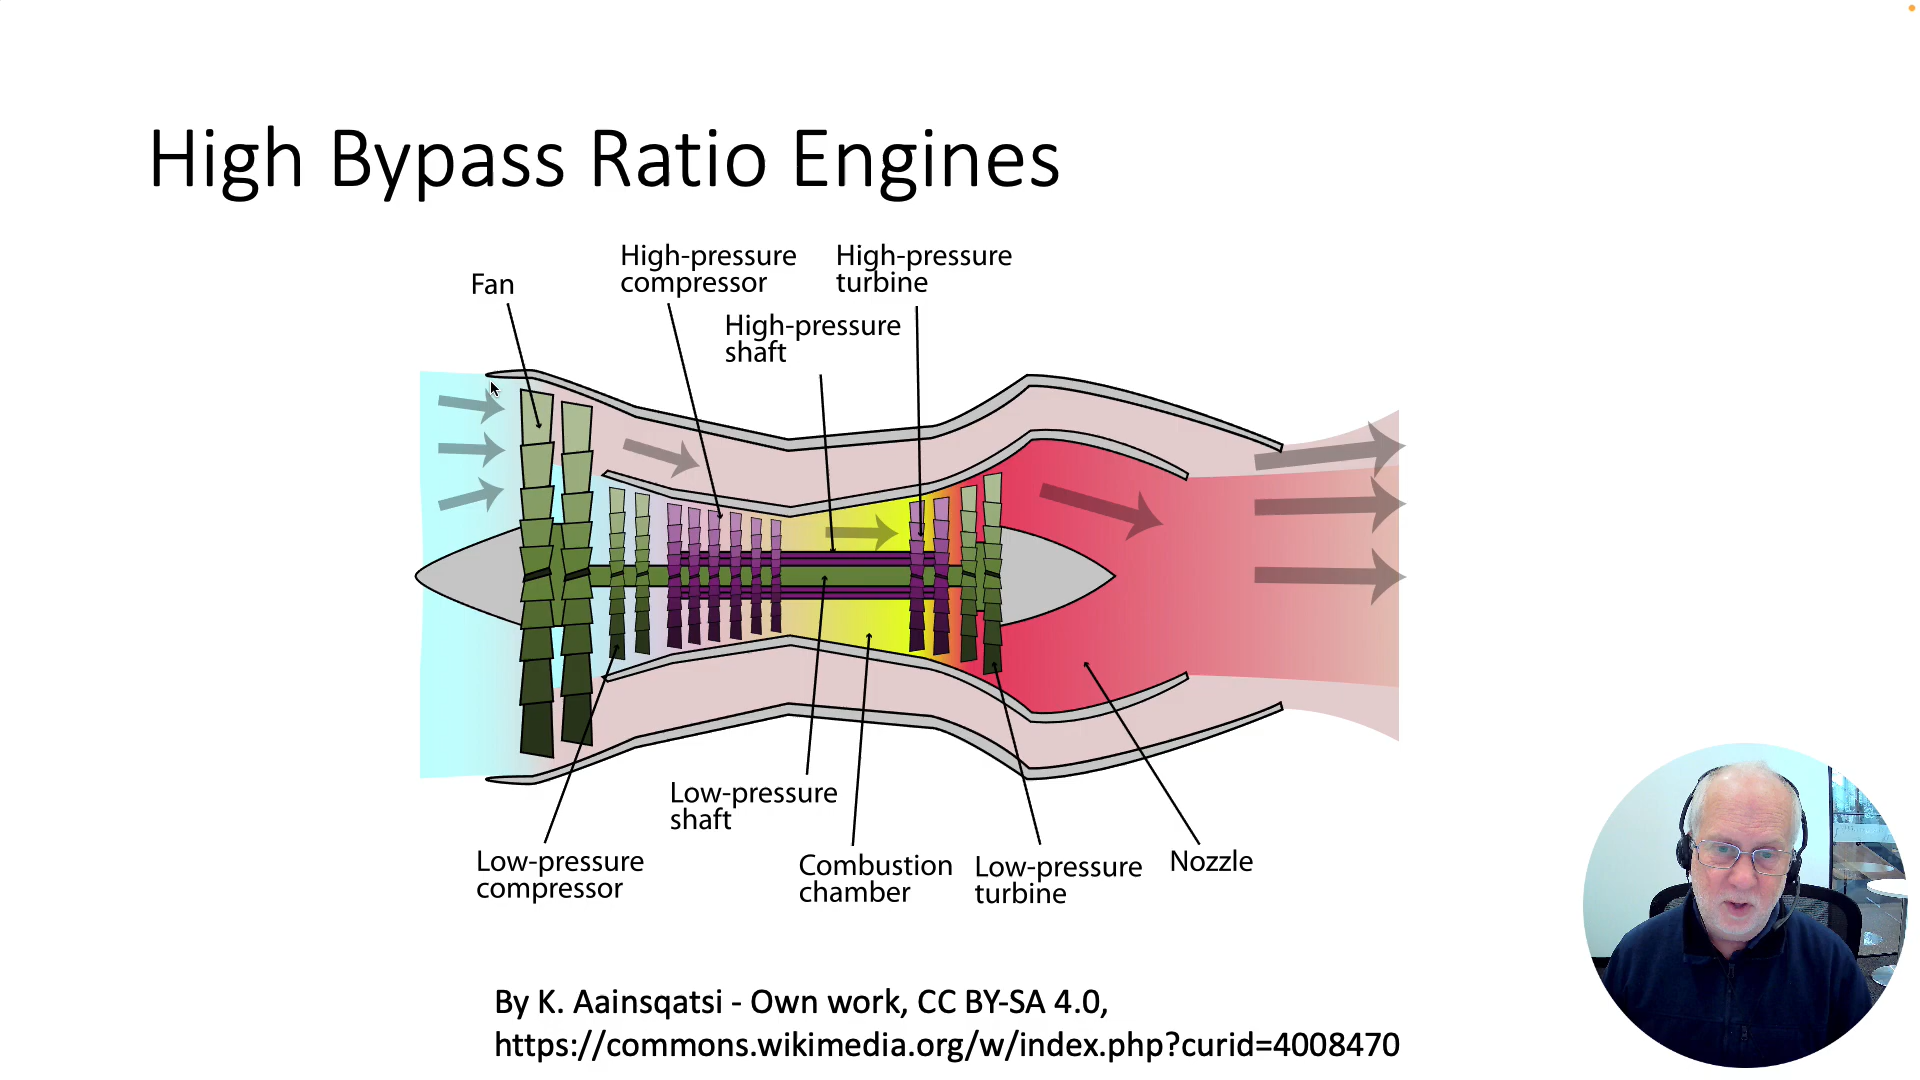 High Bypass Ratio Engines
Fan
High-pressure
compressor
High-pressure
turbine
High-pressure
shaft
Low-pressure
shaft
Low-pressure
compressor
Combustion
chamber
Low-pressure
turbine
Nozzle
By K. Aainsqatsi - Own work, CC BY-SA 4.0,
https://commons.wikimedia.org/w/index.php?curid=4008470